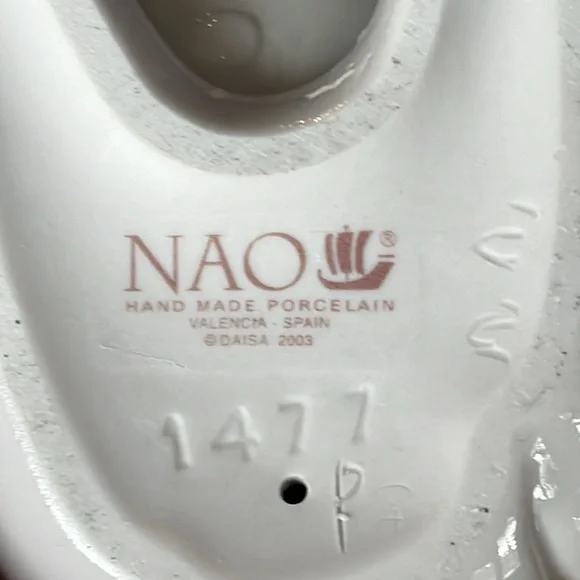 NAO ®
HAND MADE PORCELAIN
VALENCIA - SPAIN
©DAISA 2003
1477